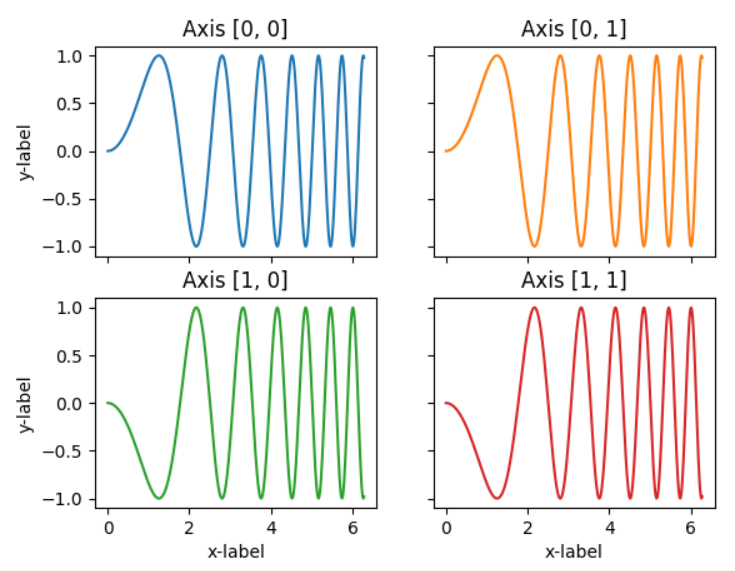 Axis [0, 0]
Axis [0, 1]
1.0
0.5
0.0
−0.5
−1.0
y-label
Axis [1, 0]
Axis [1, 1]
1.0
0.5
0.0
−0.5
−1.0
y-label
0 2 4 6
0 2 4 6
x-label
x-label